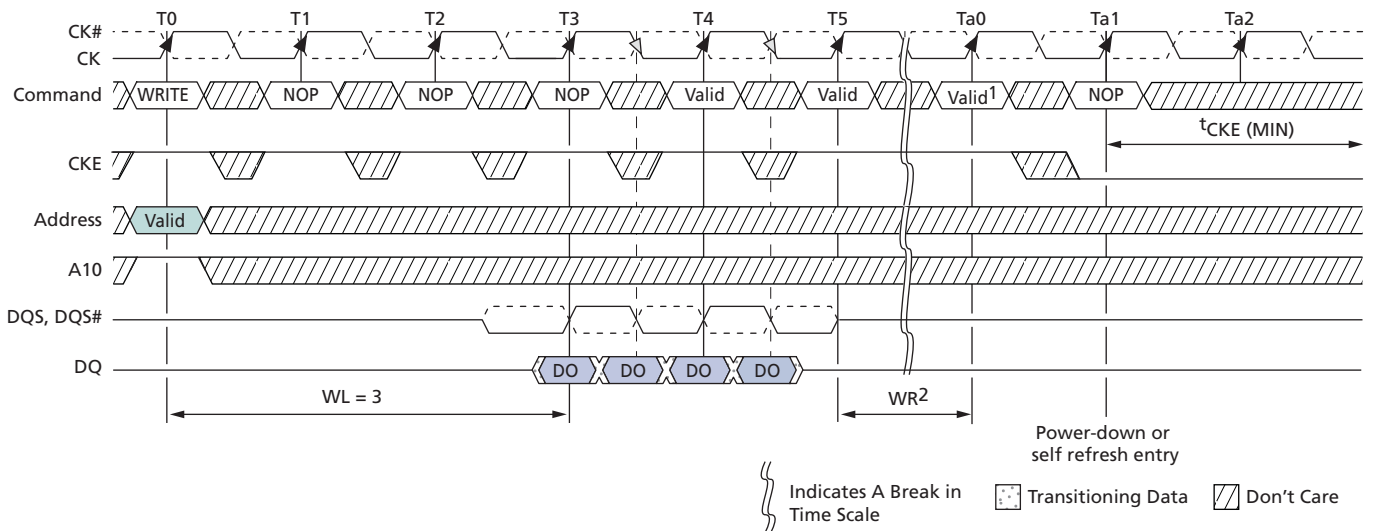 T0 T1 T2 T3 T4 T5 Ta0 Ta1 Ta2
CK#
CK
Command WRITE NOP NOP NOP Valid Valid Valid1 NOP
tCKE (MIN)
CKE
Address Valid
A10
DQS, DQS#
DQ DO DO DO DO
WL = 3 WR2
Power-down or
self refresh entry
Indicates A Break in
Time Scale
Transitioning Data
Don't Care